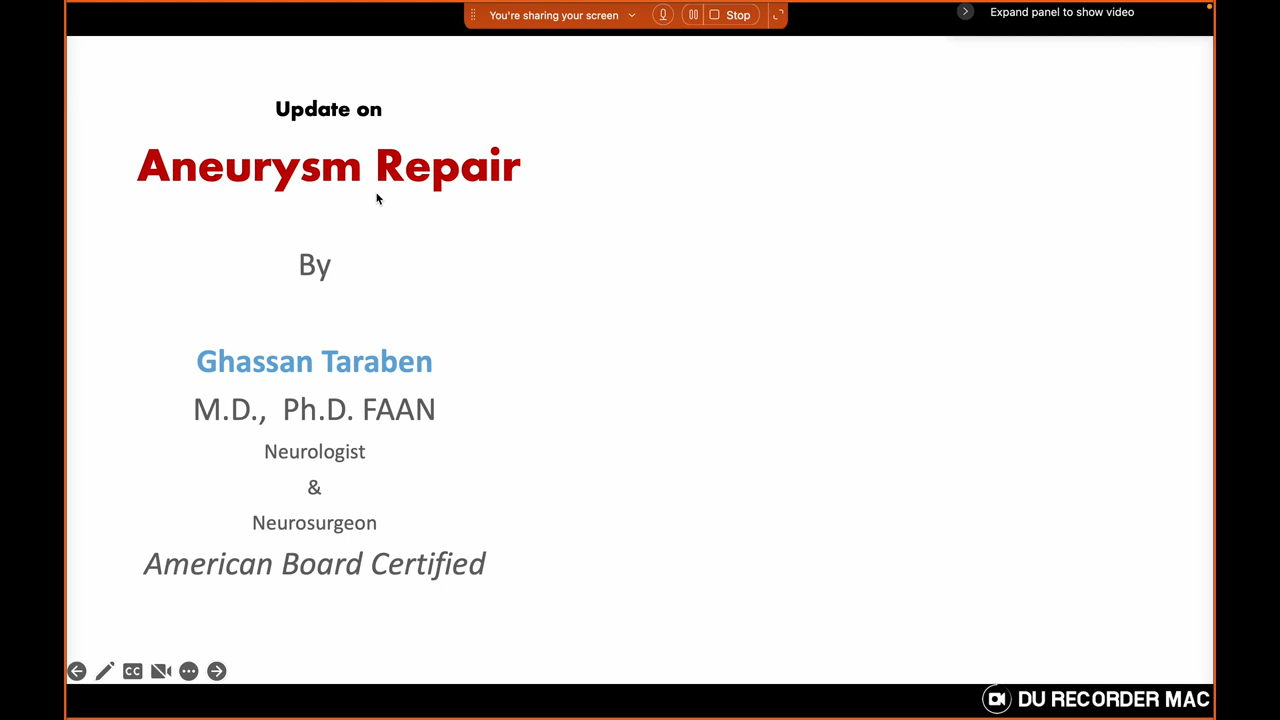 You're sharing your screen
Stop
Expand panel to show video
Update on
Aneurysm Repair
By
Ghassan Taraben
M.D., Ph.D. FAAN
Neurologist
&
Neurosurgeon
American Board Certified
CC
DU RECORDER MAC